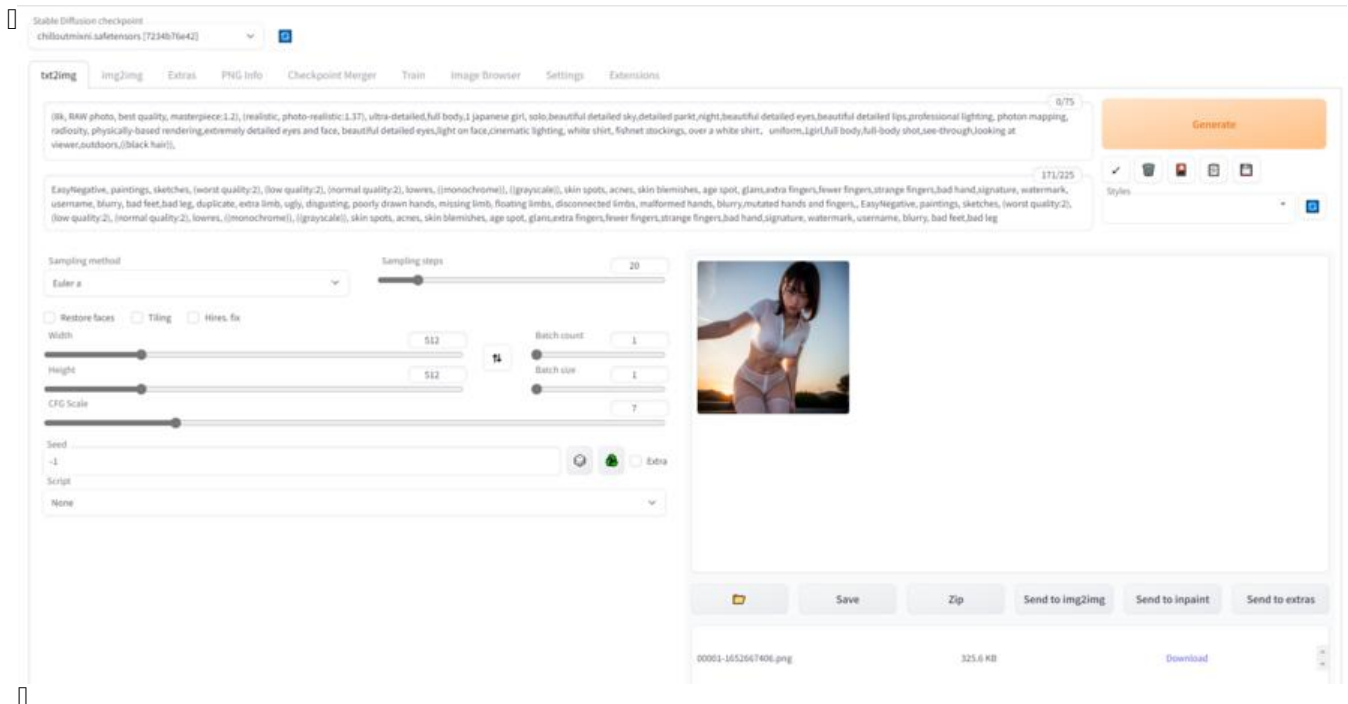 Stable Diffusion checkpoint
chilloutmixni.safetensors [7234b76e42]
txt2img img2img Extras PNG Info Checkpoint Merger Train Image Browser Settings Extensions
0/75
(8k, RAW photo, best quality, masterpiece:1.2), (realistic, photo-realistic:1.37), ultra-detailed,full body,1 japanese girl, solo,beautiful detailed sky,detailed parkt,night,beautiful detailed eyes,beautiful detailed lips,professional lighting, photon mapping,
radiosity, physically-based rendering,extremely detailed eyes and face, beautiful detailed eyes,light on face,cinematic lighting, white shirt, fishnet stockings, over a white shirt， uniform,1girl,full body,full-body shot,see-through,looking at
viewer,outdoors,((black hair)),
Generate
171/225
EasyNegative, paintings, sketches, (worst quality:2), (low quality:2), (normal quality:2), lowres, ((monochrome)), ((grayscale)), skin spots, acnes, skin blemishes, age spot, glans,extra fingers,fewer fingers,strange fingers,bad hand,signature, watermark,
username, blurry, bad feet,bad leg, duplicate, extra limb, ugly, disgusting, poorly drawn hands, missing limb, floating limbs, disconnected limbs, malformed hands, blurry,mutated hands and fingers,, EasyNegative, paintings, sketches, (worst quality:2),
(low quality:2), (normal quality:2), lowres, ((monochrome)), ((grayscale)), skin spots, acnes, skin blemishes, age spot, glans,extra fingers,fewer fingers,strange fingers,bad hand,signature, watermark, username, blurry, bad feet,bad leg
Styles
Sampling method
Euler a
Sampling steps
20
Restore faces Tiling Hires. fix
Width
512
Batch count
1
Height
512
Batch size
1
CFG Scale
7
Seed
-1
Extra
Script
None
Save Zip Send to img2img Send to inpaint Send to extras
00001-1652667406.png 325.6 KB Download